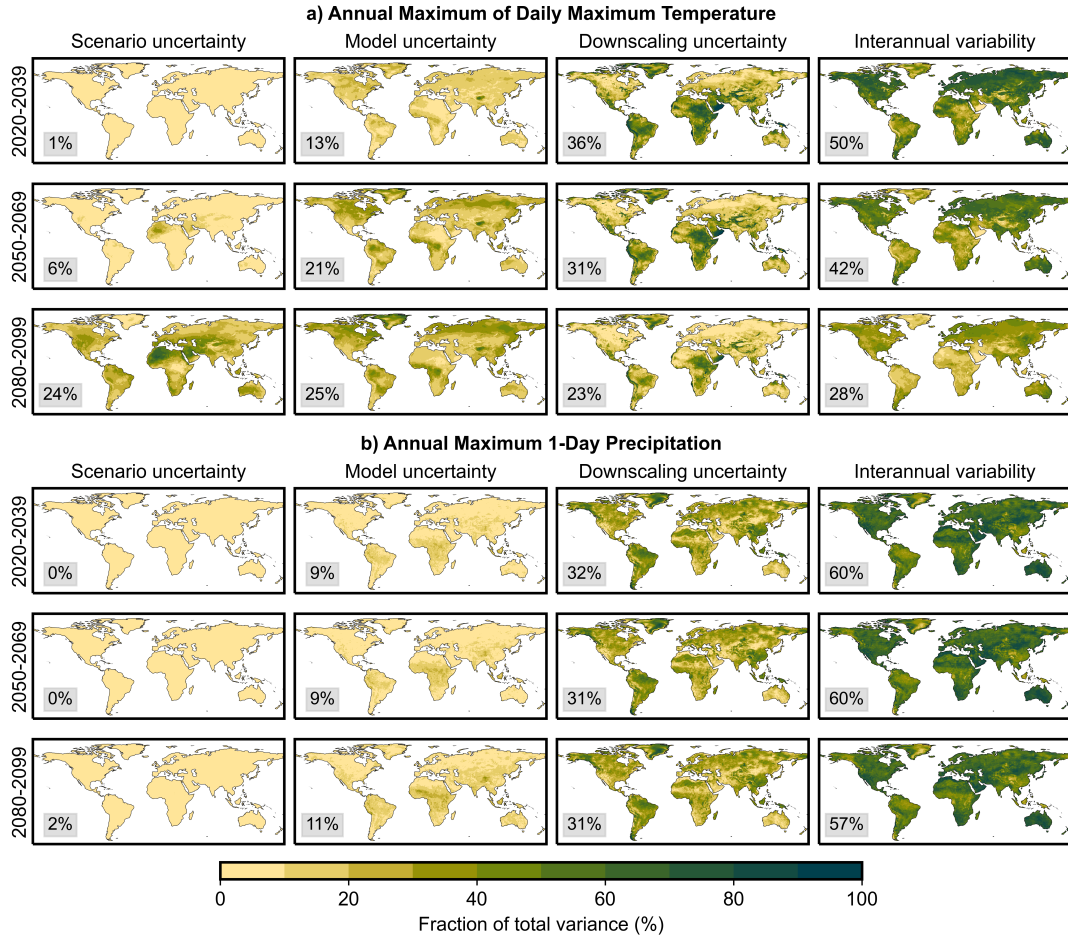 a) Annual Maximum of Daily Maximum Temperature
Scenario uncertainty Model uncertainty Downscaling uncertainty Interannual variability
2020-2039
1% 13% 36% 50%
2050-2069
6% 21% 31% 42%
2080-2099
24% 25% 23% 28%
b) Annual Maximum 1-Day Precipitation
Scenario uncertainty Model uncertainty Downscaling uncertainty Interannual variability
2020-2039
0% 9% 32% 60%
2050-2069
0% 9% 31% 60%
2080-2099
2% 11% 31% 57%
0 20 40 60 80 100
Fraction of total variance (%)